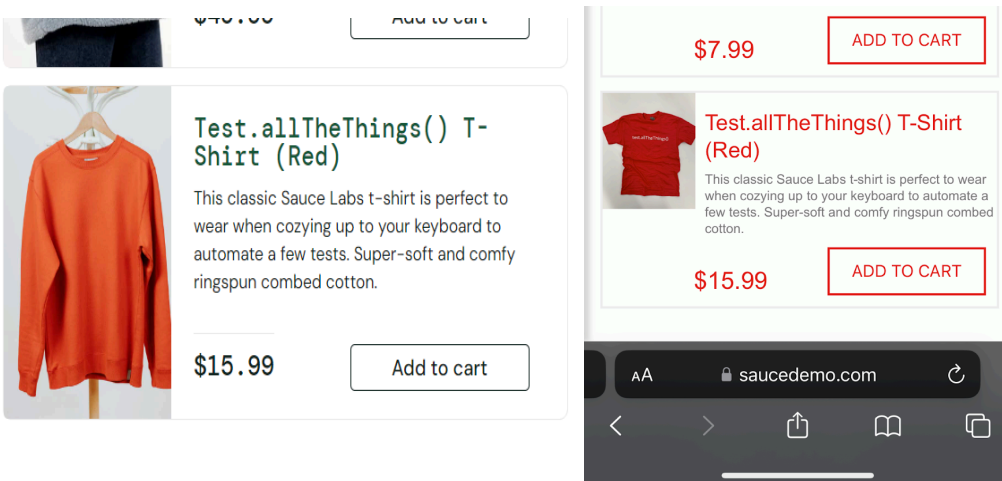 Add to cart
Test.allTheThings() T-
Shirt (Red)
This classic Sauce Labs t-shirt is perfect to
wear when cozying up to your keyboard to
automate a few tests. Super-soft and comfy
ringspun combed cotton.
$15.99
Add to cart
$7.99
ADD TO CART
test.allTheThings()
Test.allTheThings() T-Shirt
(Red)
This classic Sauce Labs t-shirt is perfect to wear
when cozying up to your keyboard to automate a
few tests. Super-soft and comfy ringspun combed
cotton.
$15.99
ADD TO CART
AA
saucedemo.com